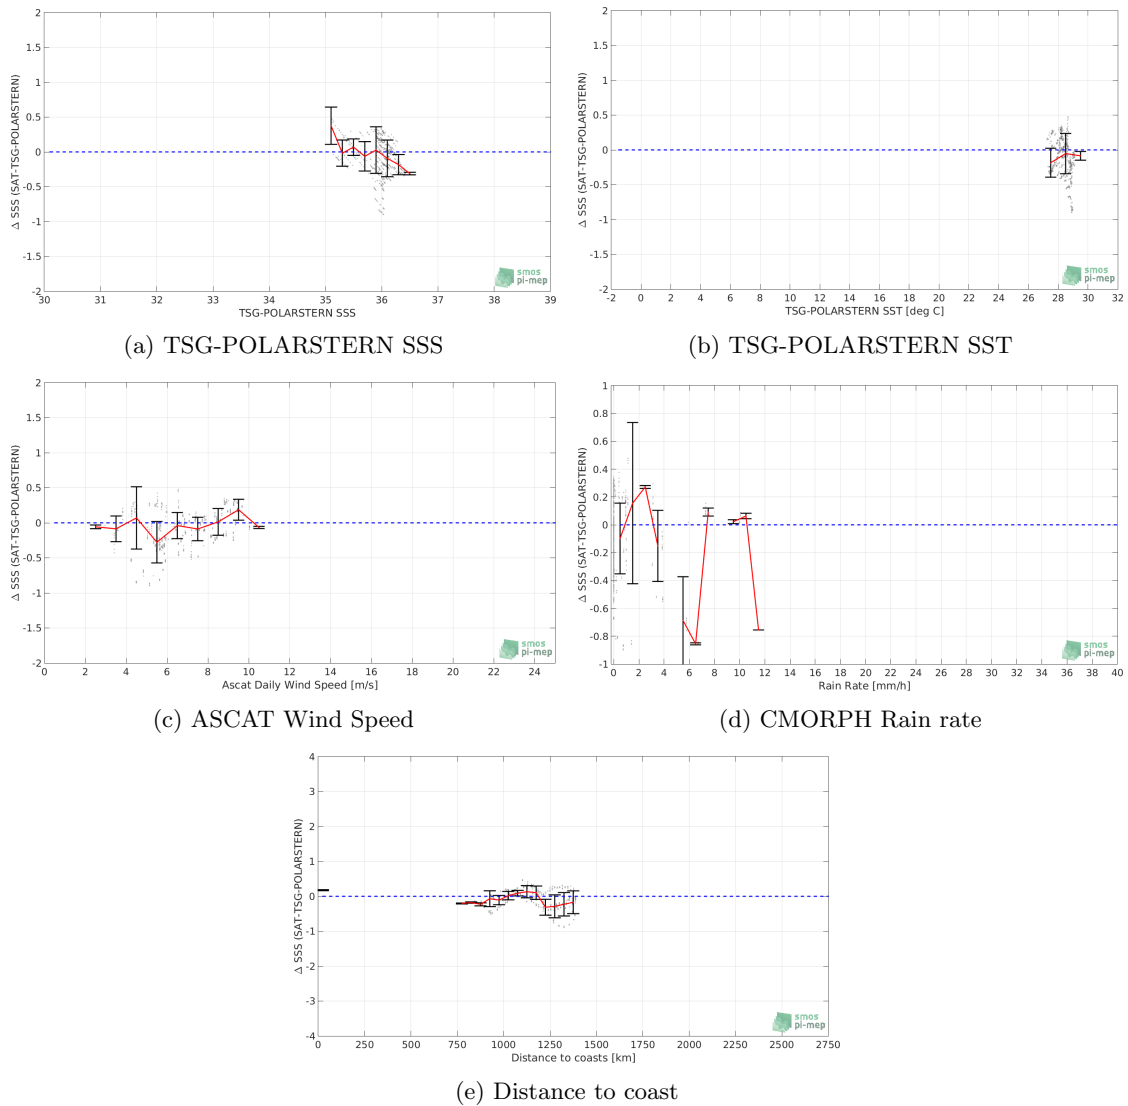 2
1.5
1
0.5
0
-0.5
-1
-1.5
-2
Δ SSS (SAT-TSG-POLARSTERN)
30 31 32 33 34 35 36 37 38 39
TSG-POLARSTERN SSS
smos
pi-mep
(a) TSG-POLARSTERN SSS
2
1.5
1
0.5
0
-0.5
-1
-1.5
-2
Δ SSS (SAT-TSG-POLARSTERN)
-2 0 2 4 6 8 10 12 14 16 18 20 22 24 26 28 30 32
TSG-POLARSTERN SST [deg C]
smos
pi-mep
(b) TSG-POLARSTERN SST
2
1.5
1
0.5
0
-0.5
-1
-1.5
-2
Δ SSS (SAT-TSG-POLARSTERN)
0 2 4 6 8 10 12 14 16 18 20 22 24
Ascat Daily Wind Speed [m/s]
smos
pi-mep
(c) ASCAT Wind Speed
1
0.8
0.6
0.4
0.2
0
-0.2
-0.4
-0.6
-0.8
-1
Δ SSS (SAT-TSG-POLARSTERN)
0 2 4 6 8 10 12 14 16 18 20 22 24 26 28 30 32 34 36 38 40
Rain Rate [mm/h]
smos
pi-mep
(d) CMORPH Rain rate
4
3
2
1
0
-1
-2
-3
-4
Δ SSS (SAT-TSG-POLARSTERN)
0 250 500 750 1000 1250 1500 1750 2000 2250 2500 2750
Distance to coasts [km]
smos
pi-mep
(e) Distance to coast